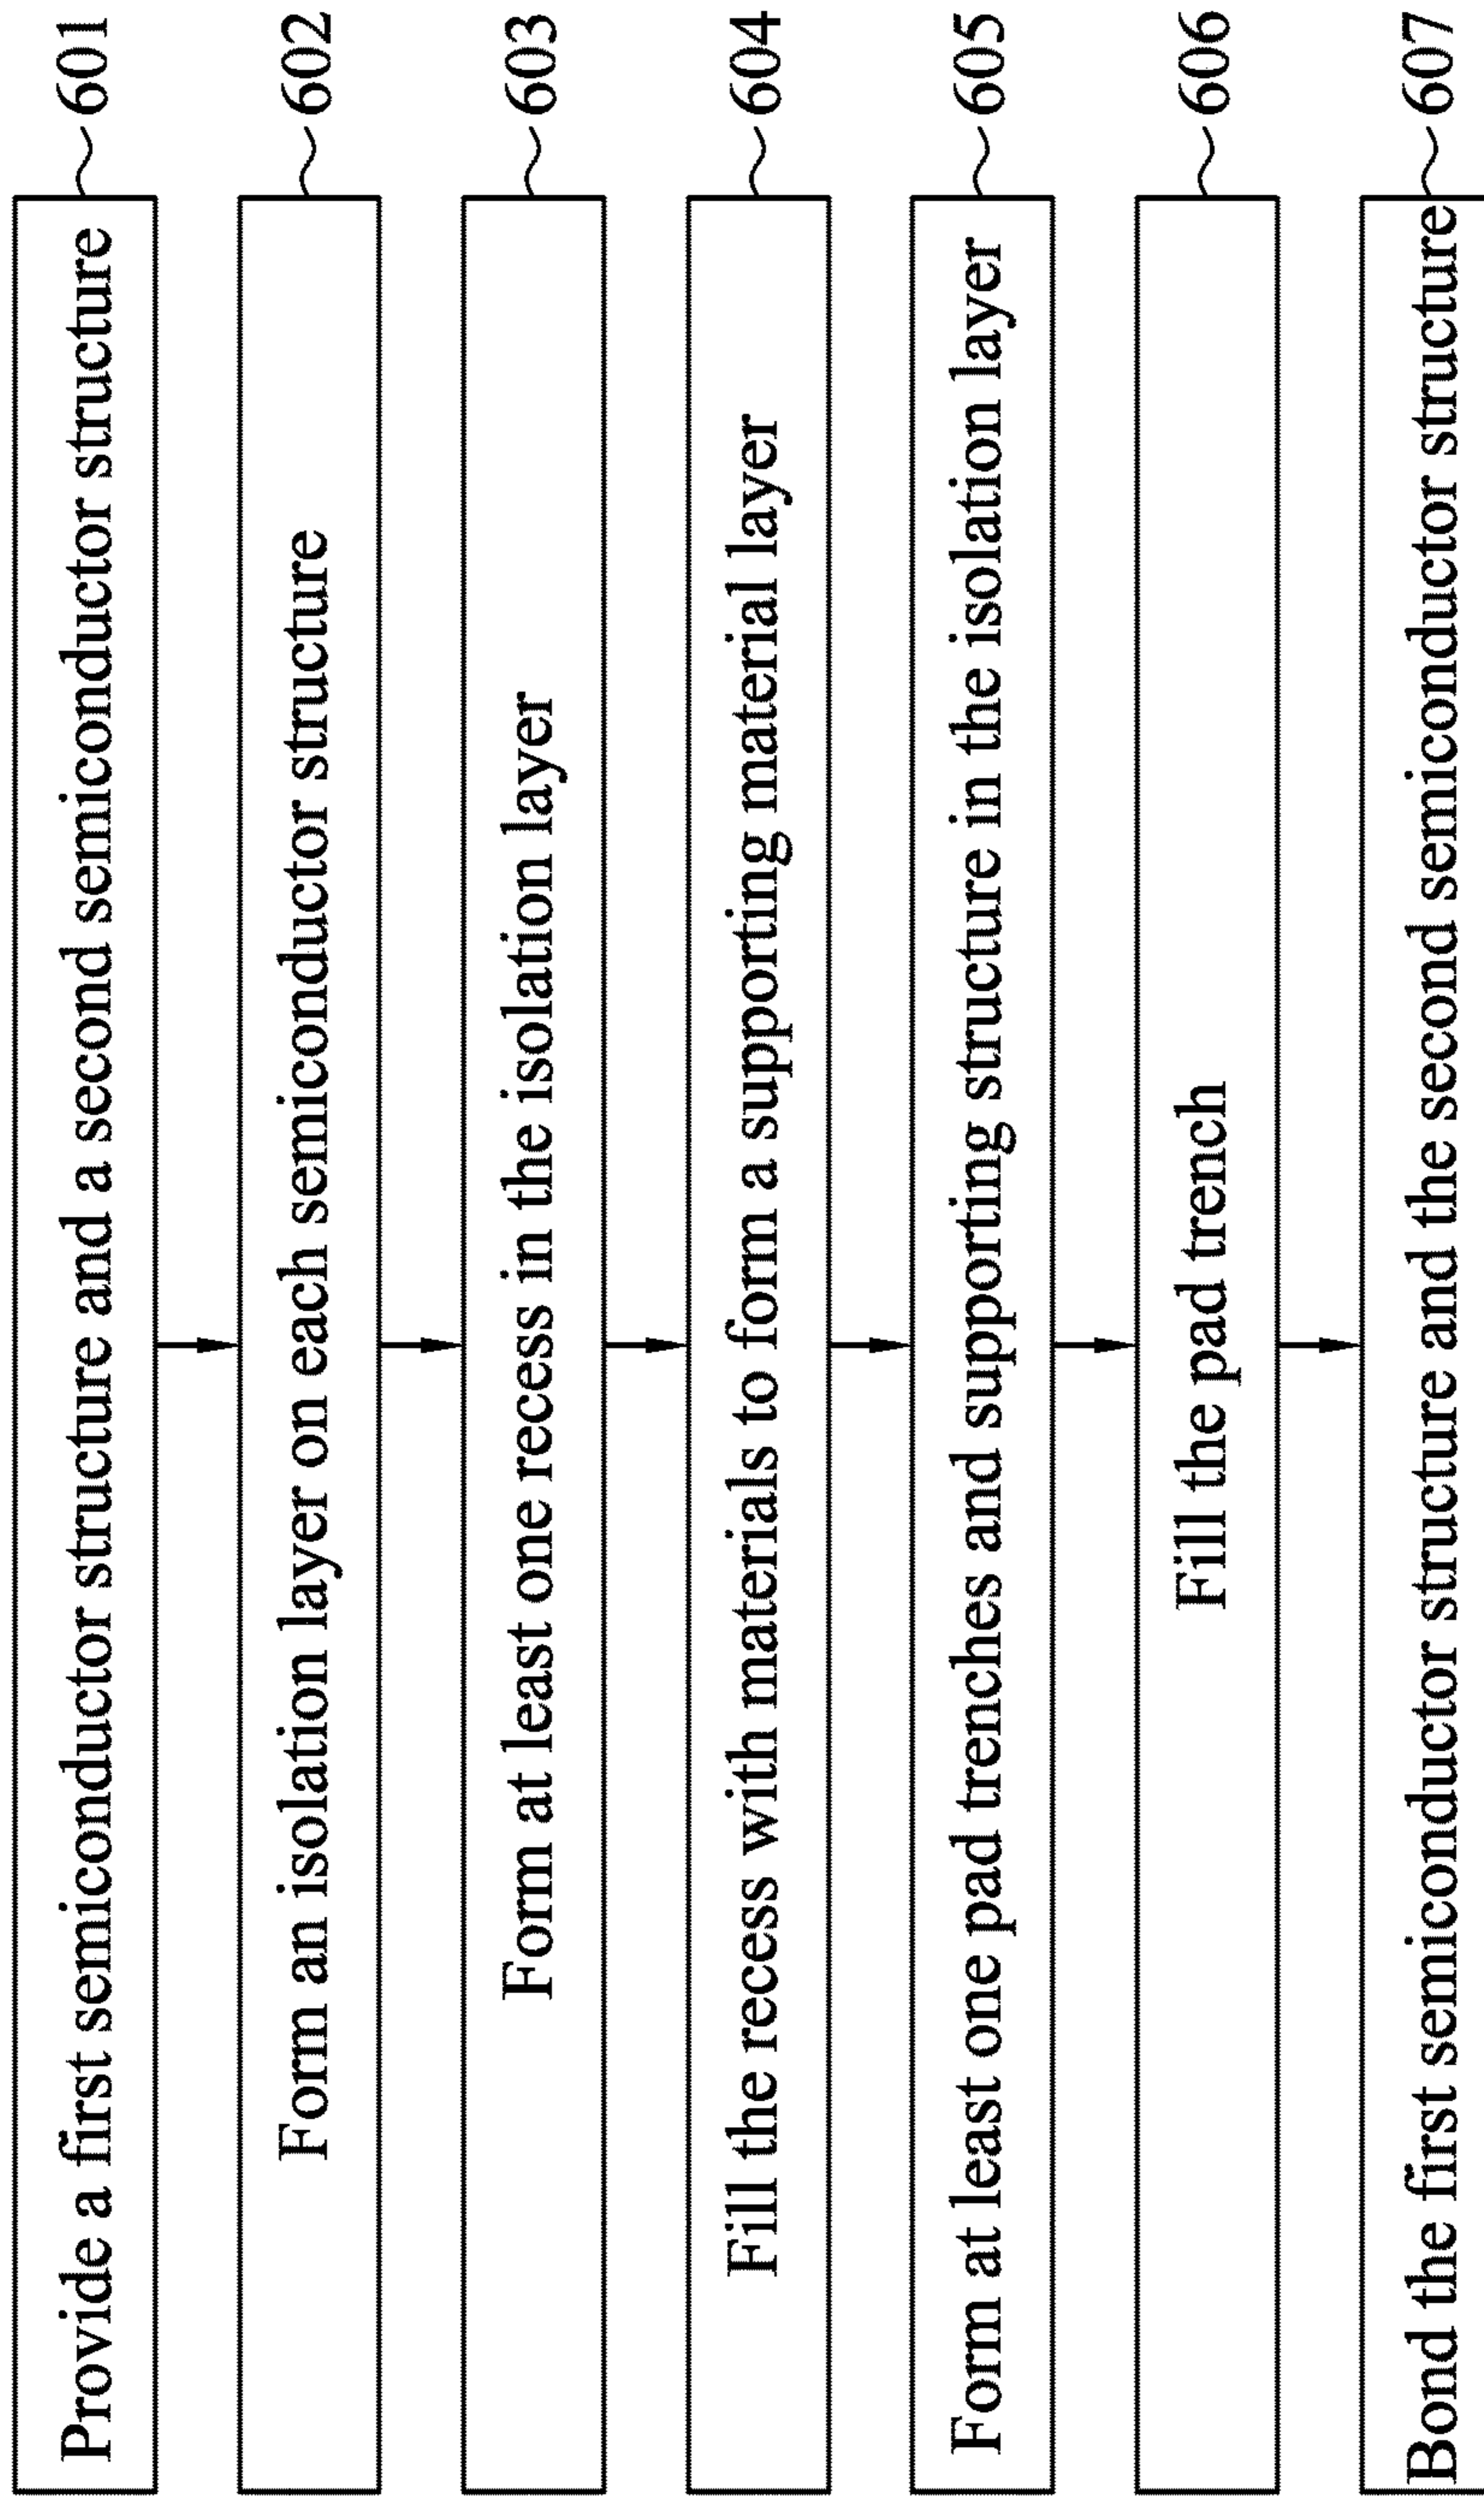 Provide a first semiconductor structure and a second semiconductor structure 601
Form an isolation layer on each semiconductor structure 602
Form at least one recess in the isolation layer 603
Fill the recess with materials to form a supporting material layer 604
Form at least one pad trenches and supporting structure in the isolation layer 605
Fill the pad trench 606
Bond the first semiconductor structure and the second semiconductor structure 607